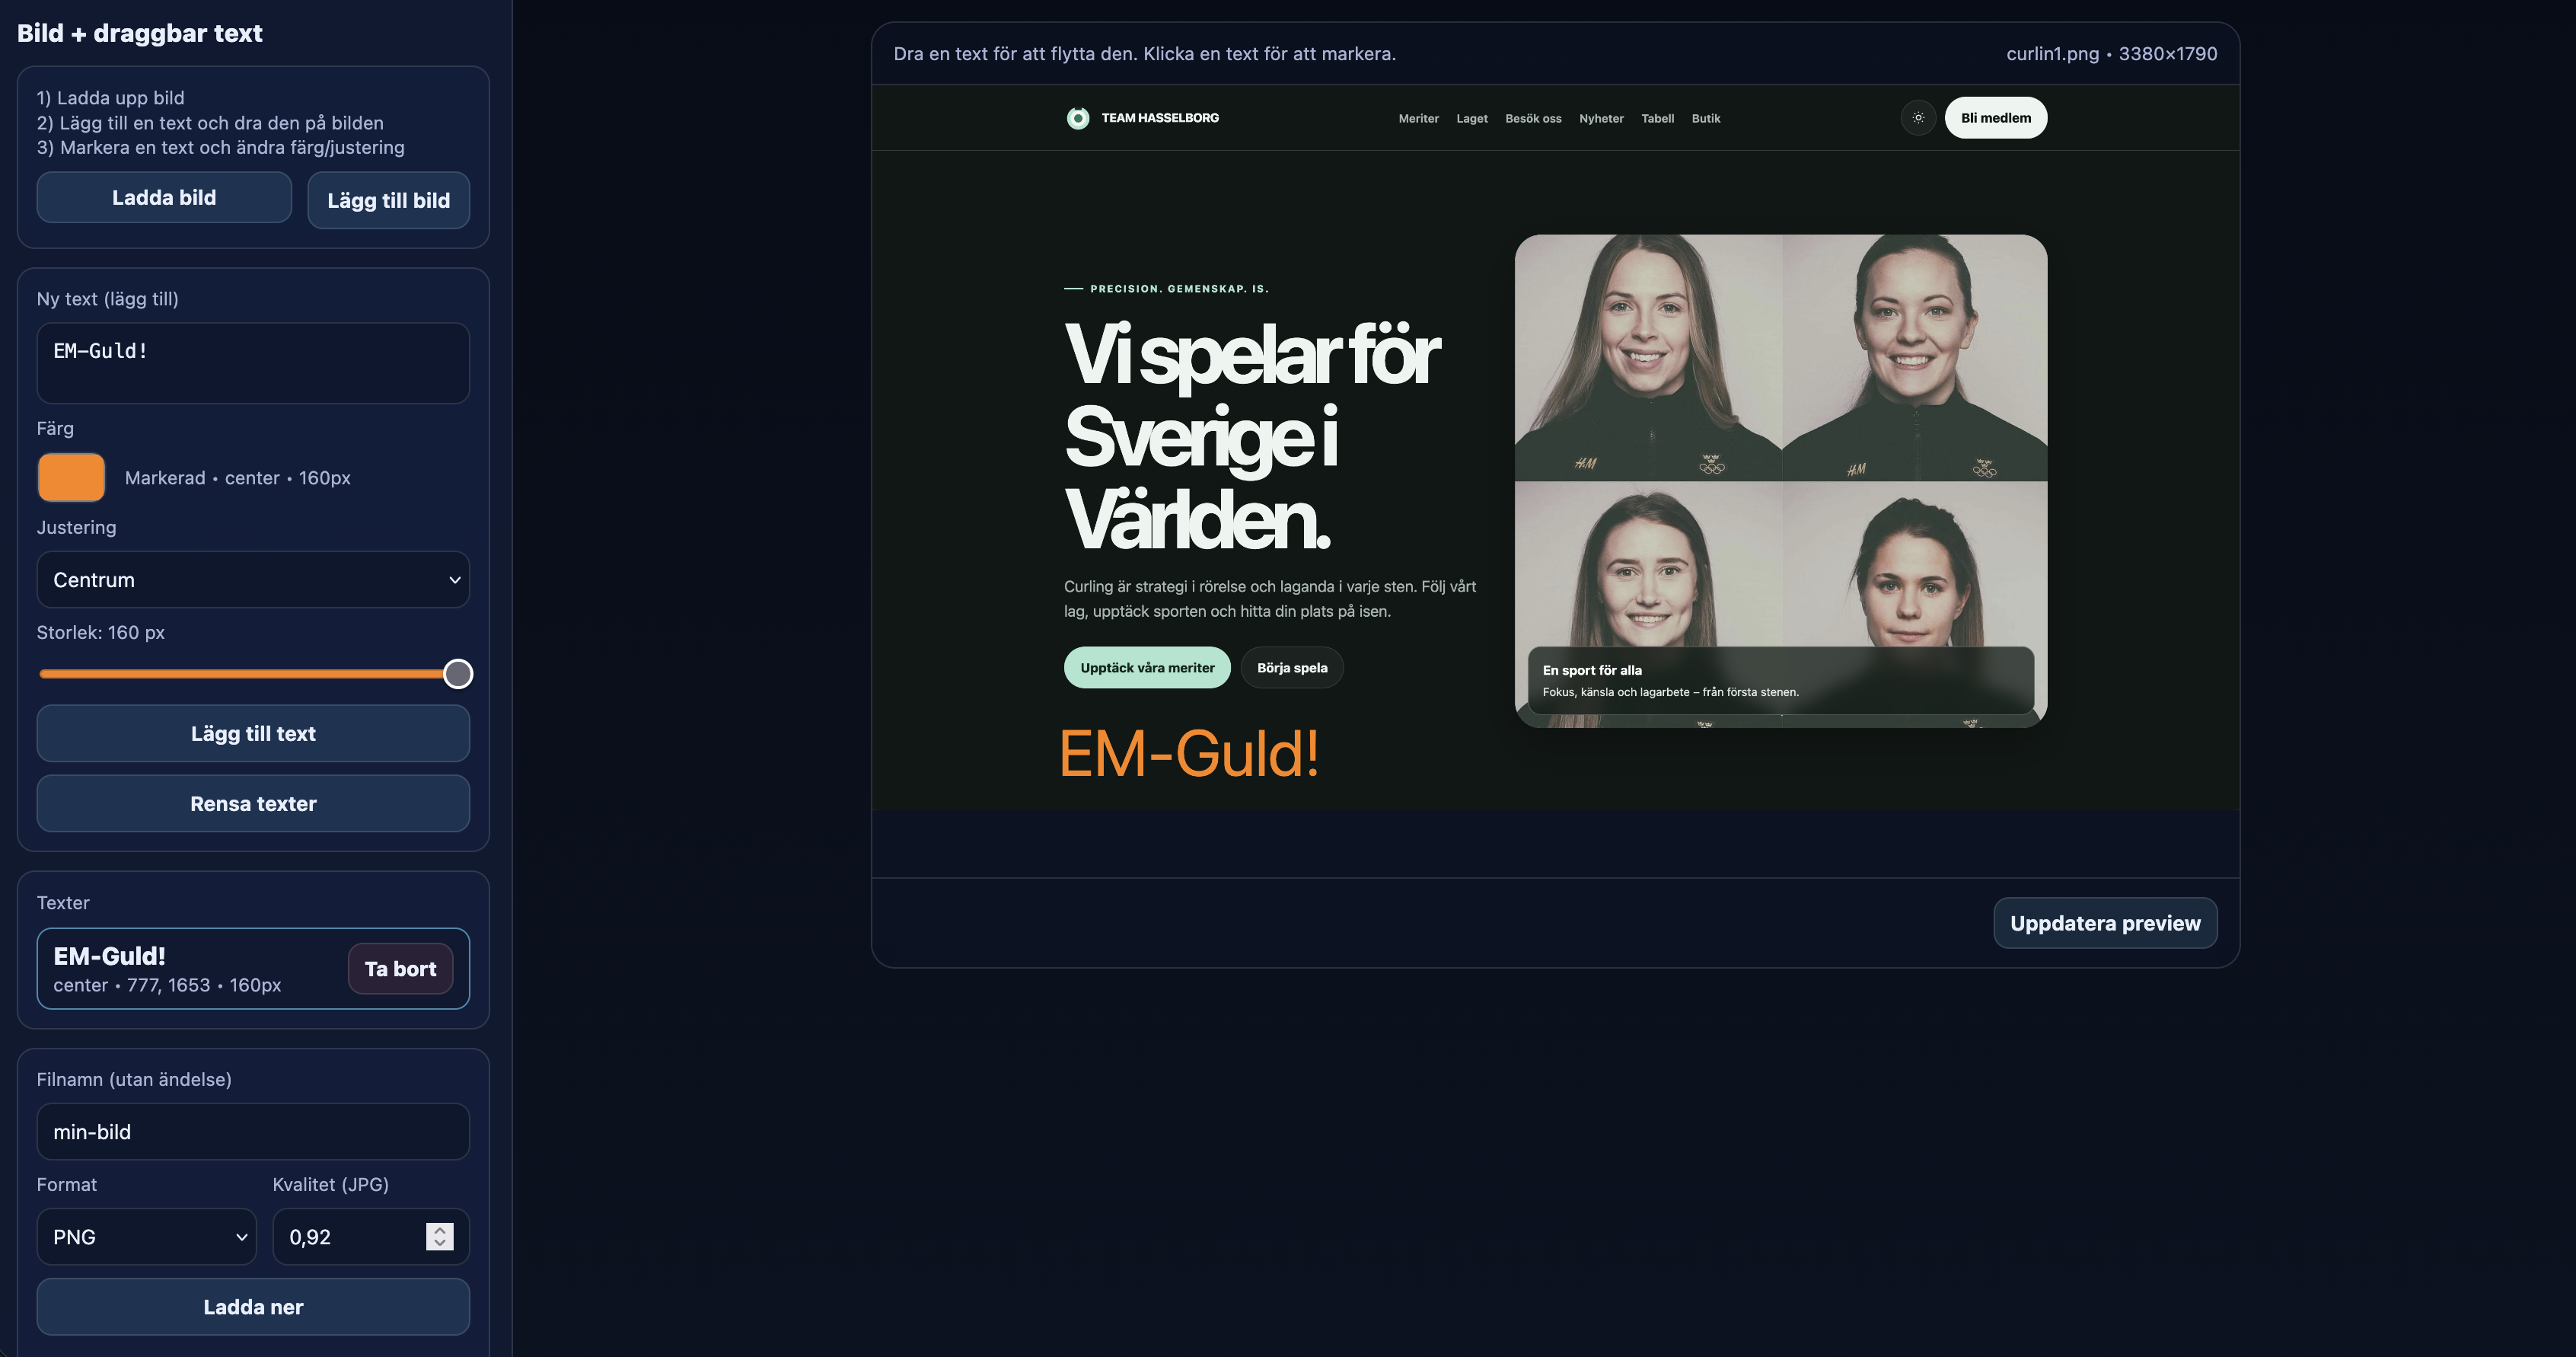 Bild + draggbar text
1) Ladda upp bild
2) Lägg till en text och dra den på bilden
3) Markera en text och ändra färg/justering
Ladda bild
Lägg till bild
Ny text (lägg till)
EM-Guld!
Färg
Markerad • center • 160px
Justering
Centrum
Storlek: 160 px
Lägg till text
Rensa texter
Texter
EM-Guld!
center • 777, 1653 • 160px
Ta bort
Filnamn (utan ändelse)
min-bild
Format
Kvalitet (JPG)
PNG
0,92
Ladda ner
Dra en text för att flytta den. Klicka en text för att markera.
curlin1.png • 3380×1790
TEAM HASSELBORG
Meriter
Laget
Besök oss
Nyheter
Tabell
Butik
Bli medlem
PRECISION. GEMENSKAP. IS.
Vi spelar för
Sverige i
Världen.
Curling är strategi i rörelse och laganda i varje sten. Följ vårt
lag, upptäck sporten och hitta din plats på isen.
Upptäck våra meriter
Börja spela
EM-Guld!
H&M
H&M
En sport för alla
Fokus, känsla och lagarbete – från första stenen.
Uppdatera preview